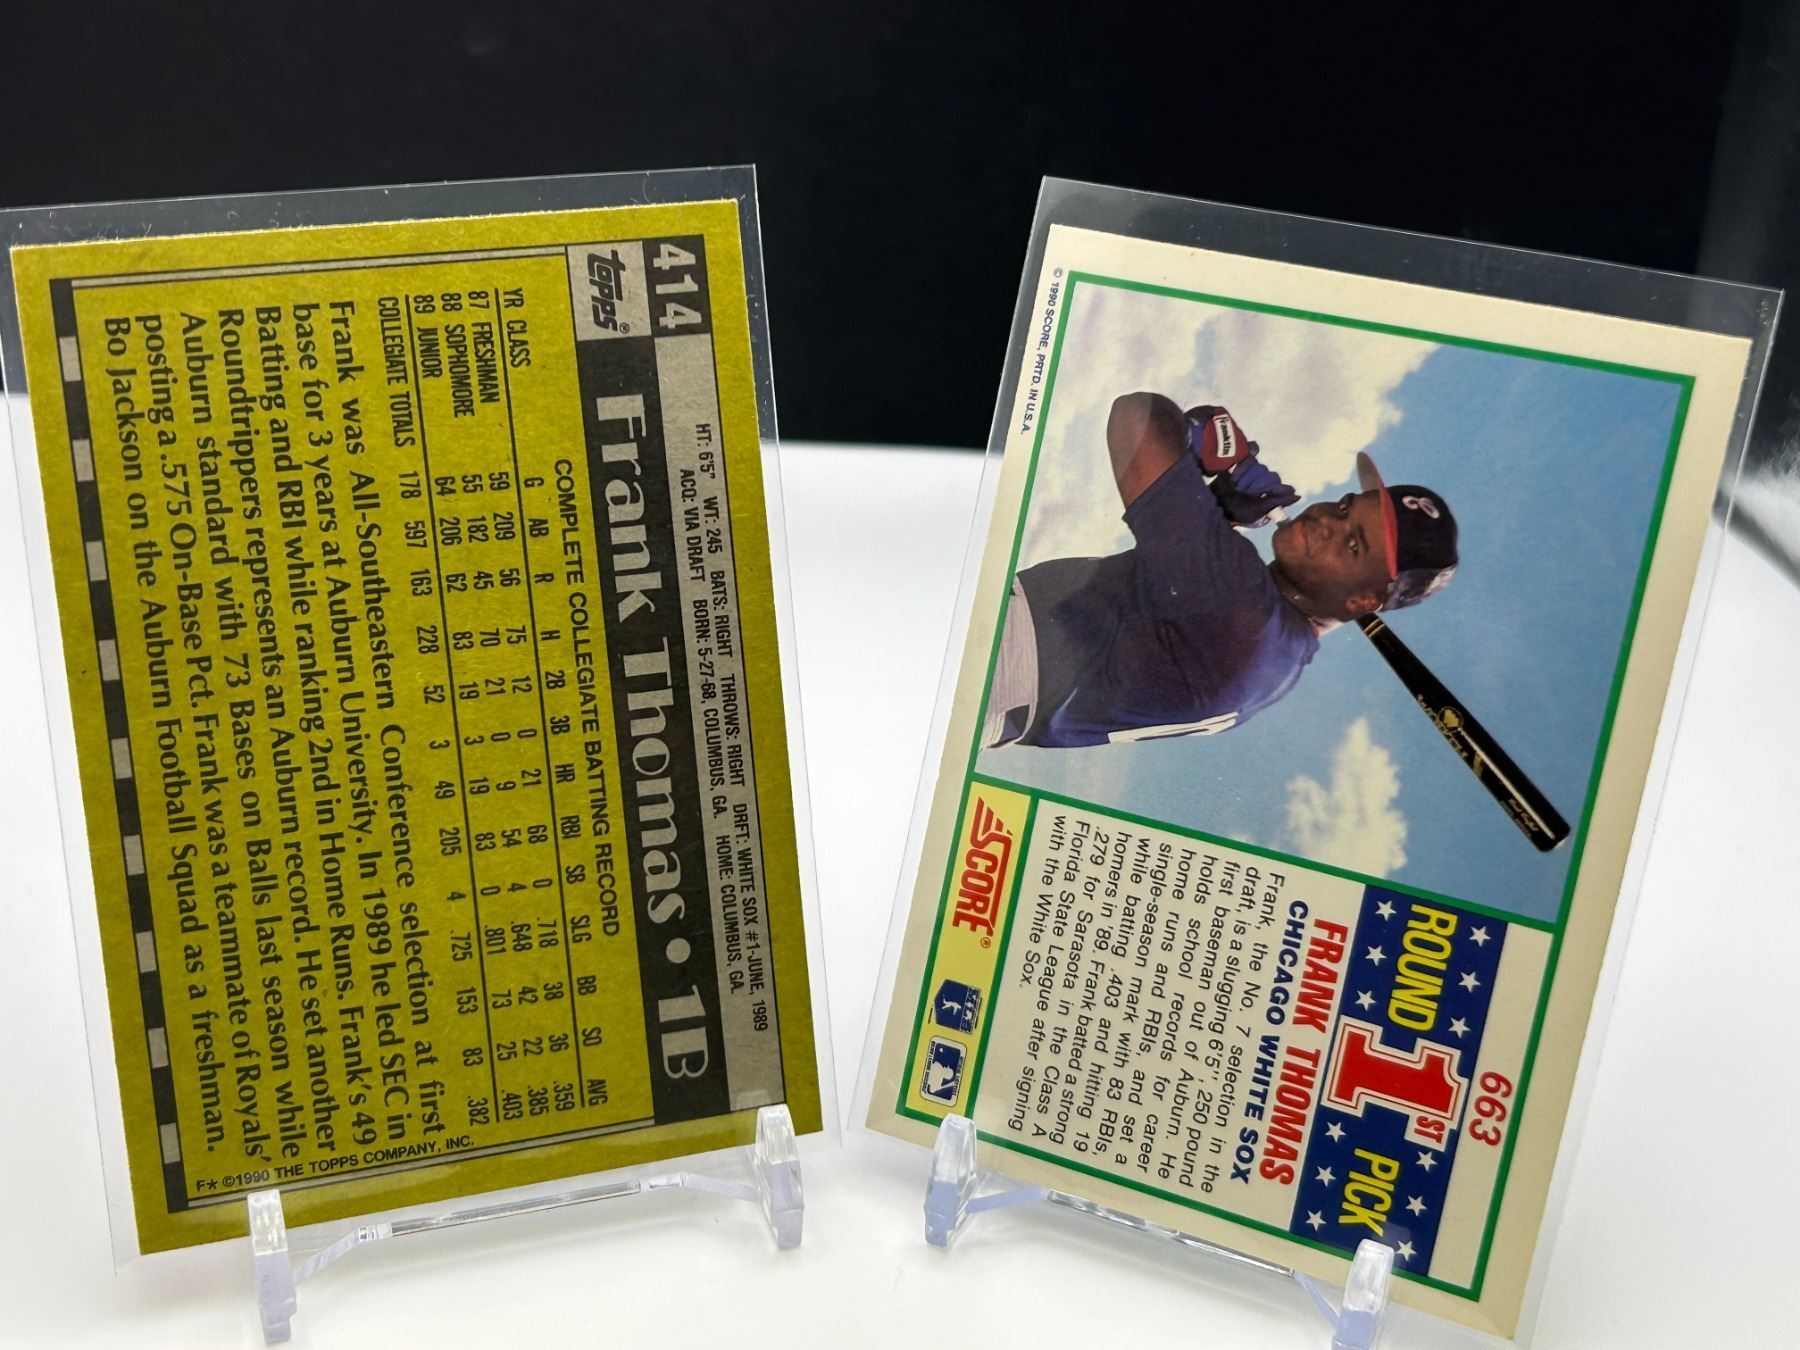 414
topps®
Frank Thomas • 1B
HT: 6'5" WT: 245 BATS: RIGHT THROWS: RIGHT DRFT: WHITE SOX #1-JUNE, 1989
ACQ: VIA DRAFT BORN: 5-27-68, COLUMBUS, GA. HOME: COLUMBUS, GA.
COMPLETE COLLEGIATE BATTING RECORD
YR CLASS G AB R H 2B 3B HR RBI SB SLG BB SO AVG
87 FRESHMAN 59 209 56 75 12 0 21 68 0 .718 38 36 .359
88 SOPHOMORE 55 182 45 70 21 0 9 54 4 .648 42 22 .385
89 JUNIOR 64 206 62 83 19 3 19 83 0 .801 73 25 .403
COLLEGIATE TOTALS 178 597 163 228 52 3 49 205 4 .725 153 83 .382
Frank was All-Southeastern Conference selection at first
base for 3 years at Auburn University. In 1989 he led SEC in
Batting and RBI while ranking 2nd in Home Runs. Frank's 49
Roundtrippers represents an Auburn record. He set another
Auburn standard with 73 Bases on Balls last season while
posting a .575 On-Base Pct. Frank was a teammate of Royals'
Bo Jackson on the Auburn Football Squad as a freshman.
F* ©1990 THE TOPPS COMPANY, INC.
663
ROUND 1ST PICK
FRANK THOMAS
CHICAGO WHITE SOX
Frank, the No. 7 selection in the
draft, is a slugging 6'5", 250 pound
first baseman out of Auburn. He
holds school records for career
home runs and RBIs, and set a
single-season mark with 83 RBIs,
while batting .403 and hitting 19
homers in '89. Frank batted a strong
.279 for Sarasota in the Class A
Florida State League after signing
with the White Sox.
SCORE®
© 1990 SCORE, PRTD. IN U.S.A.
Franklin